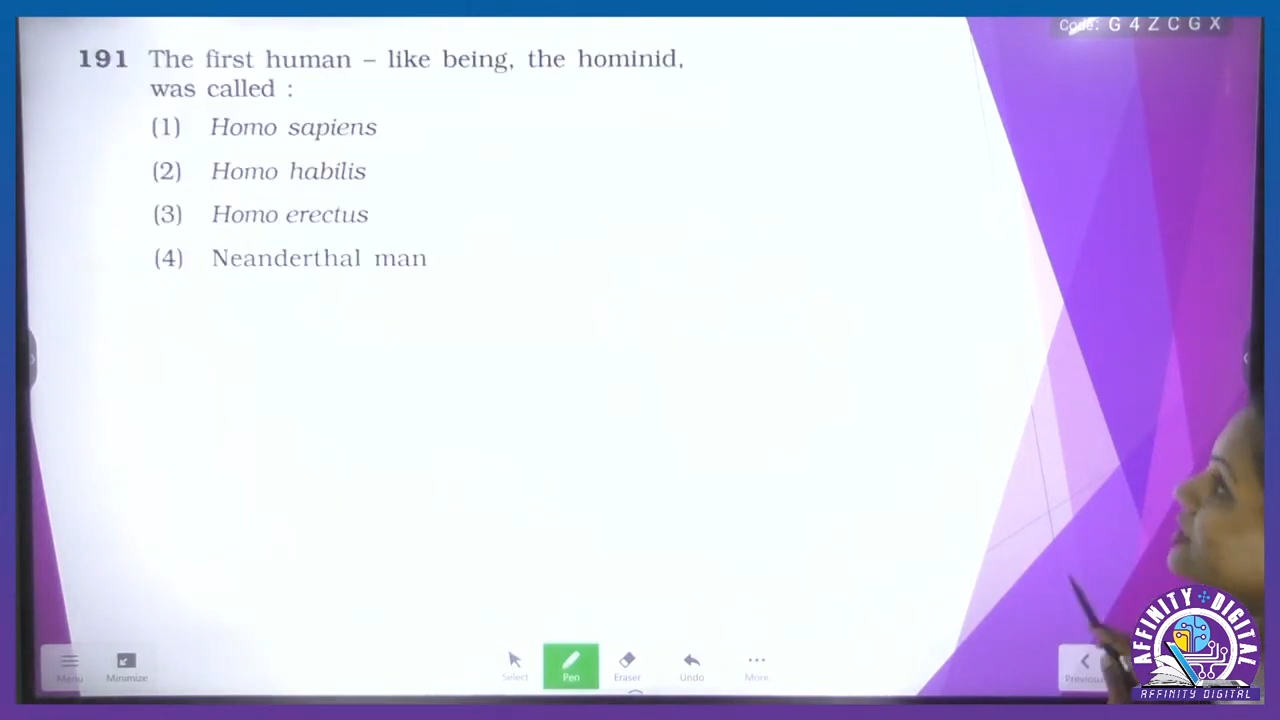 Code: G 4 Z C G X
191 The first human – like being, the hominid,
was called :
(1) Homo sapiens
(2) Homo habilis
(3) Homo erectus
(4) Neanderthal man
Menu
Minimize
Select
Pen
Eraser
Undo
More
Previous
AFFINITY DIGITAL
AFFINITY DIGITAL